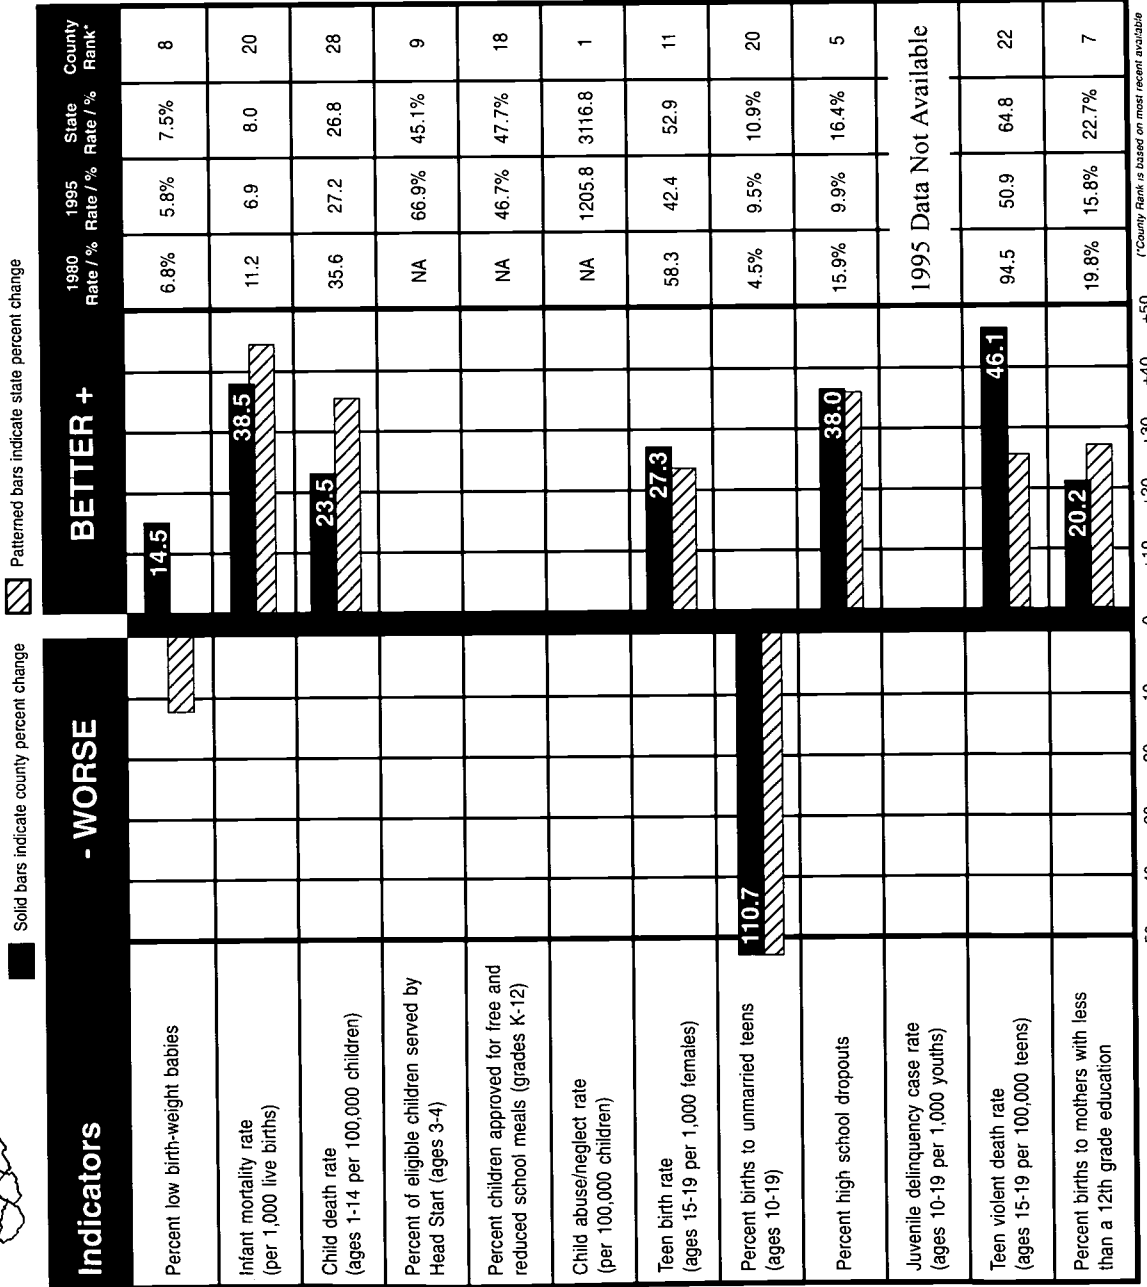 Solid bars indicate county percent change
Patterned bars indicate state percent change
Indicators
- WORSE
BETTER +
1980
Rate / %
1995
Rate / %
State
Rate / %
County
Rank*
Percent low birth-weight babies
14.5
6.8%
5.8%
7.5%
8
Infant mortality rate
(per 1,000 live births)
38.5
11.2
6.9
8.0
20
Child death rate
(ages 1-14 per 100,000 children)
23.5
35.6
27.2
26.8
28
Percent of eligible children served by
Head Start (ages 3-4)
NA
66.9%
45.1%
9
Percent children approved for free and
reduced school meals (grades K-12)
NA
46.7%
47.7%
18
Child abuse/neglect rate
(per 100,000 children)
NA
1205.8
3116.8
1
Teen birth rate
(ages 15-19 per 1,000 females)
27.3
58.3
42.4
52.9
11
Percent births to unmarried teens
(ages 10-19)
110.7
4.5%
9.5%
10.9%
20
Percent high school dropouts
38.0
15.9%
9.9%
16.4%
5
Juvenile delinquency case rate
(ages 10-19 per 1,000 youths)
1995 Data Not Available
Teen violent death rate
(ages 15-19 per 100,000 teens)
46.1
94.5
50.9
64.8
22
Percent births to mothers with less
than a 12th grade education
20.2
19.8%
15.8%
22.7%
7
(*County Rank is based on most recent available